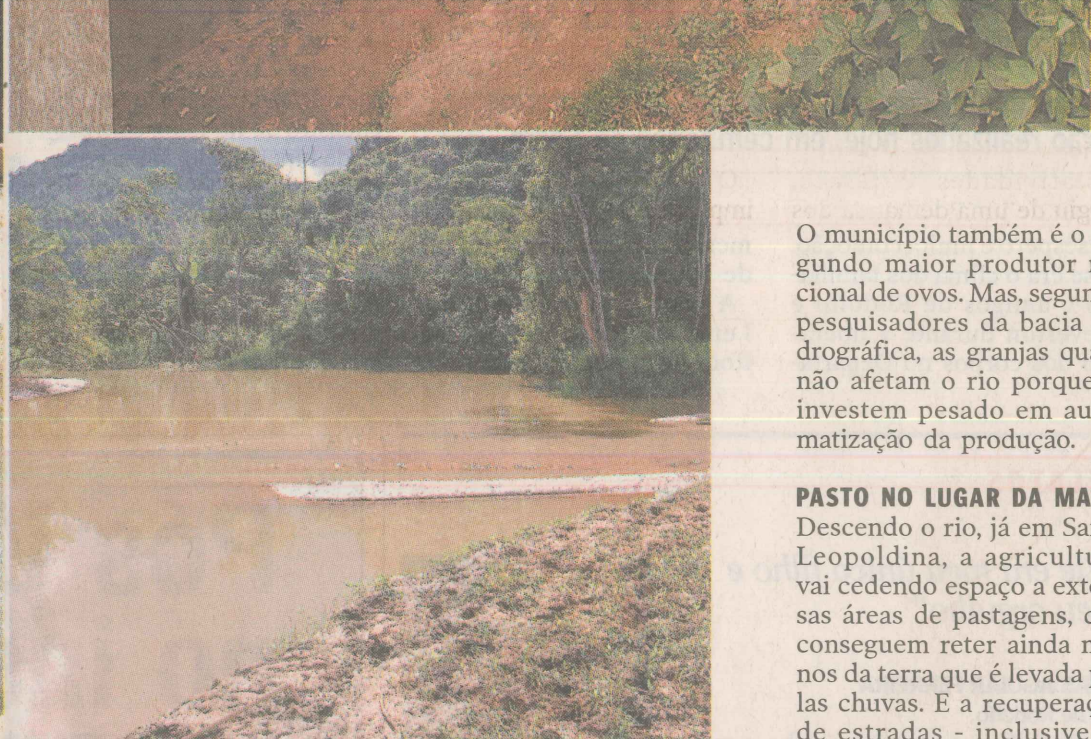 O município também é o
gundo maior produtor
cional de ovos. Mas, segun
pesquisadores da bacia
drográfica, as granjas qua
não afetam o rio porque
investem pesado em au
matização da produção.
PASTO NO LUGAR DA MA
Descendo o rio, já em Sa
Leopoldina, a agricultu
vai cedendo espaço a exte
sas áreas de pastagens,
conseguem reter ainda
nos da terra que é levada
las chuvas. E a recuperaç
de estradas - inclusive